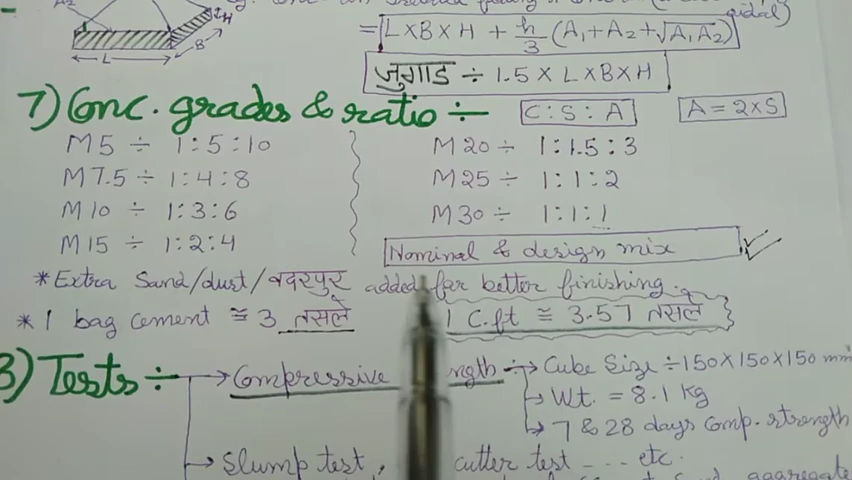 A2
H
B
L
= L×B×H + h/3 (A1+A2+√A1A2)
जुगाड ÷ 1.5 × L×B×H
7) Conc. grades & ratio ÷ C:S:A A=2×S
M5 ÷ 1:5:10
M7.5 ÷ 1:4:8
M10 ÷ 1:3:6
M15 ÷ 1:2:4
M20 ÷ 1:1.5:3
M25 ÷ 1:1:2
M30 ÷ 1:1:1
Nominal & design mix
*Extra Sand/dust/बदरपुर added for better finishing.
* 1 bag cement ≅ 3 तसले 1 C.ft ≅ 3.57 तसले
8) Tests ÷ → Compressive ngth ÷ → Cube Size ÷ 150×150×150 mm
→ Wt. = 8.1 kg
→ 7 & 28 days Comp. strength
→ Slump test, cutter test --- etc.
aggregate